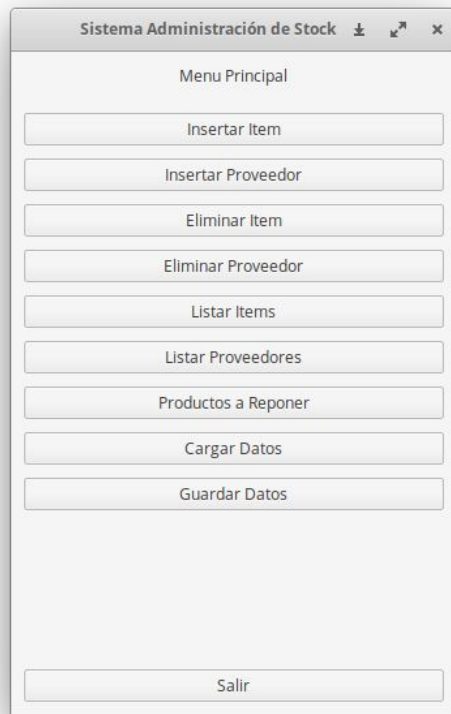 Sistema Administración de Stock
Menu Principal
Insertar Item
Insertar Proveedor
Eliminar Item
Eliminar Proveedor
Listar Items
Listar Proveedores
Productos a Reponer
Cargar Datos
Guardar Datos
Salir